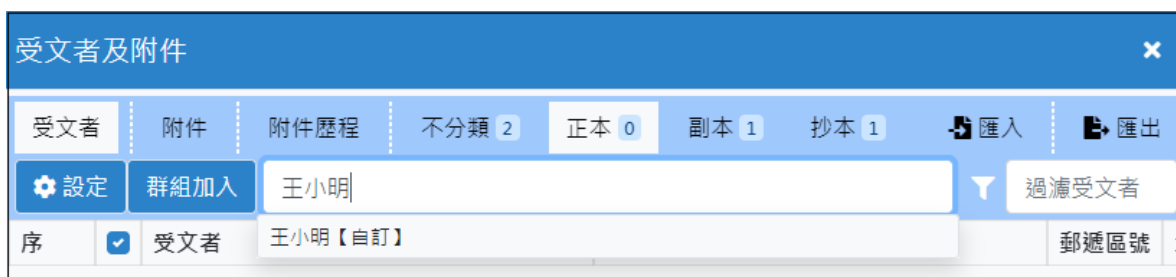 受文者及附件
受文者 附件 附件歷程 不分類 2 正本 0 副本 1 抄本 1 匯入 匯出
設定 群組加入 王小明 過濾受文者
王小明【自訂】
序 受文者 郵遞區號